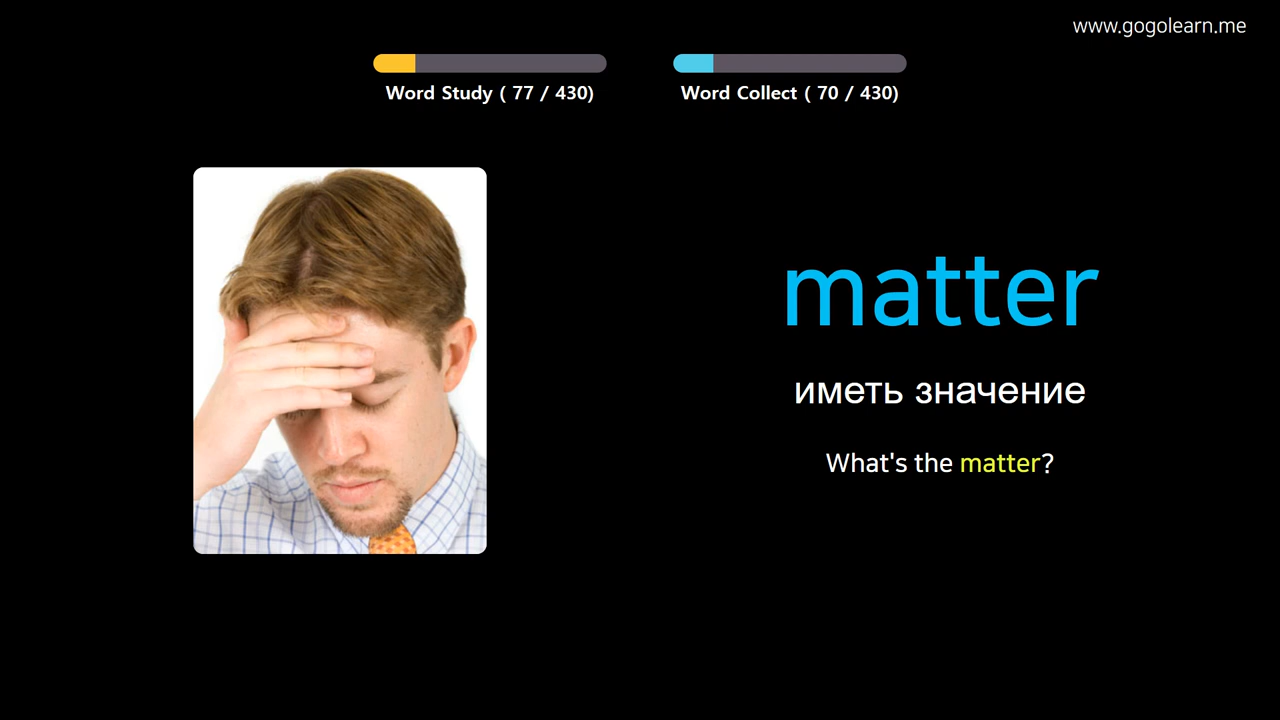 www.gogolearn.me
Word Study ( 77 / 430)
Word Collect ( 70 / 430)
matter
иметь значение
What's the matter?